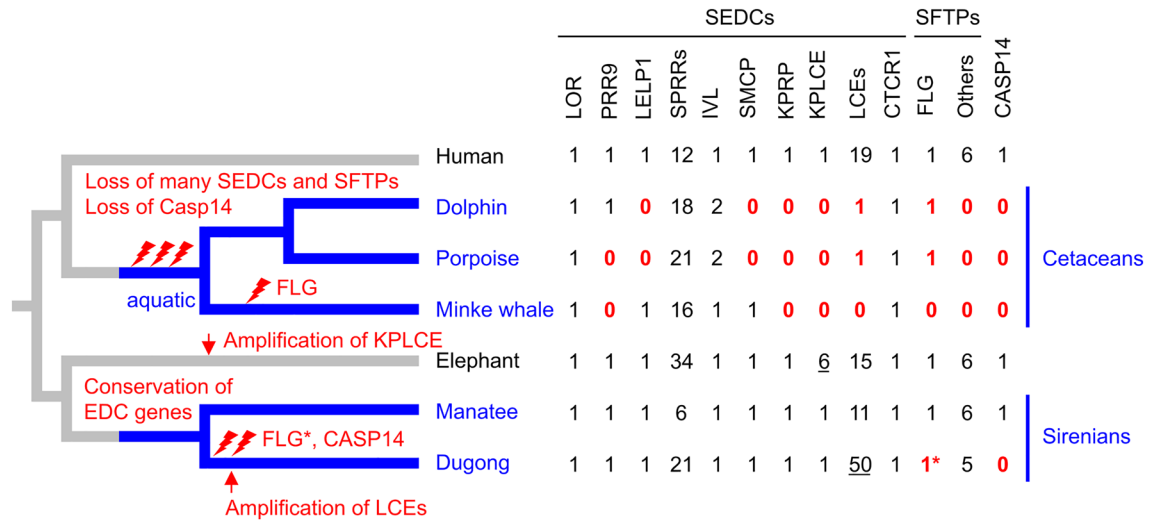 SEDCs SFTPs
LOR PRR9 LELP1 SPRRs IVL SMCP KPRP KPLCE LCEs CTCR1 FLG Others CASP14
Human 1 1 1 12 1 1 1 1 19 1 1 6 1
Loss of many SEDCs and SFTPs
Loss of Casp14
Dolphin 1 1 0 18 2 0 0 0 1 1 1 0 0
Porpoise 1 0 0 21 2 0 0 0 1 1 1 0 0
Cetaceans
FLG
aquatic
Minke whale 1 0 1 16 1 1 0 0 0 1 0 0 0
Amplification of KPLCE
Elephant 1 1 1 34 1 1 1 6 15 1 1 6 1
Conservation of
EDC genes
Manatee 1 1 1 6 1 1 1 1 11 1 1 6 1
Sirenians
FLG*, CASP14
Dugong 1 1 1 21 1 1 1 1 50 1 1* 5 0
Amplification of LCEs